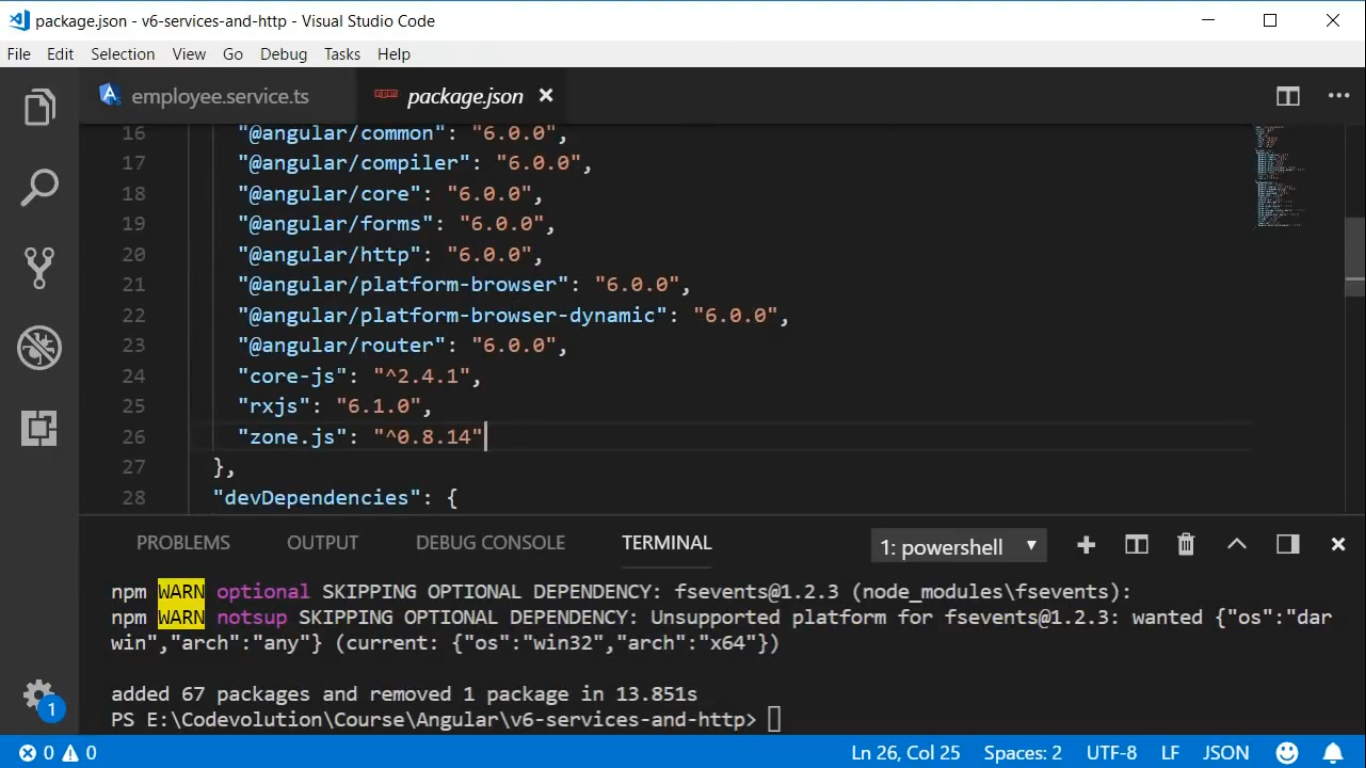 package.json - v6-services-and-http - Visual Studio Code
File Edit Selection View Go Debug Tasks Help
employee.service.ts package.json
16 "@angular/common": "6.0.0",
17 "@angular/compiler": "6.0.0",
18 "@angular/core": "6.0.0",
19 "@angular/forms": "6.0.0",
20 "@angular/http": "6.0.0",
21 "@angular/platform-browser": "6.0.0",
22 "@angular/platform-browser-dynamic": "6.0.0",
23 "@angular/router": "6.0.0",
24 "core-js": "^2.4.1",
25 "rxjs": "6.1.0",
26 "zone.js": "^0.8.14"
27 },
28 "devDependencies": {
PROBLEMS OUTPUT DEBUG CONSOLE TERMINAL 1: powershell
npm WARN optional SKIPPING OPTIONAL DEPENDENCY: fsevents@1.2.3 (node_modules\fsevents):
npm WARN notsup SKIPPING OPTIONAL DEPENDENCY: Unsupported platform for fsevents@1.2.3: wanted {"os":"dar
win","arch":"any"} (current: {"os":"win32","arch":"x64"})
added 67 packages and removed 1 package in 13.851s
PS E:\Codevolution\Course\Angular\v6-services-and-http>
1
0 0 Ln 26, Col 25 Spaces: 2 UTF-8 LF JSON